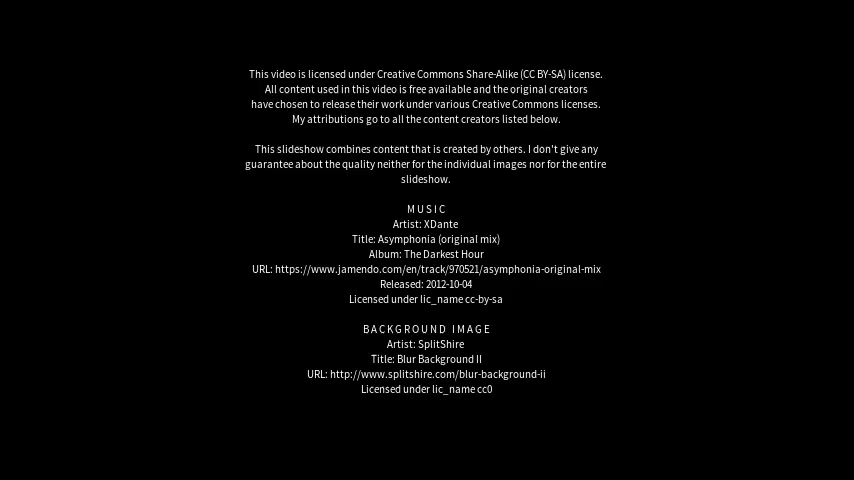 This video is licensed under Creative Commons Share-Alike (CC BY-SA) license.
All content used in this video is free available and the original creators
have chosen to release their work under various Creative Commons licenses.
My attributions go to all the content creators listed below.
This slideshow combines content that is created by others. I don't give any
guarantee about the quality neither for the individual images nor for the entire
slideshow.
MUSIC
Artist: XDante
Title: Asymphonia (original mix)
Album: The Darkest Hour
URL: https://www.jamendo.com/en/track/970521/asymphonia-original-mix
Released: 2012-10-04
Licensed under lic_name cc-by-sa
BACKGROUND IMAGE
Artist: SplitShire
Title: Blur Background II
URL: http://www.splitshire.com/blur-background-ii
Licensed under lic_name cc0